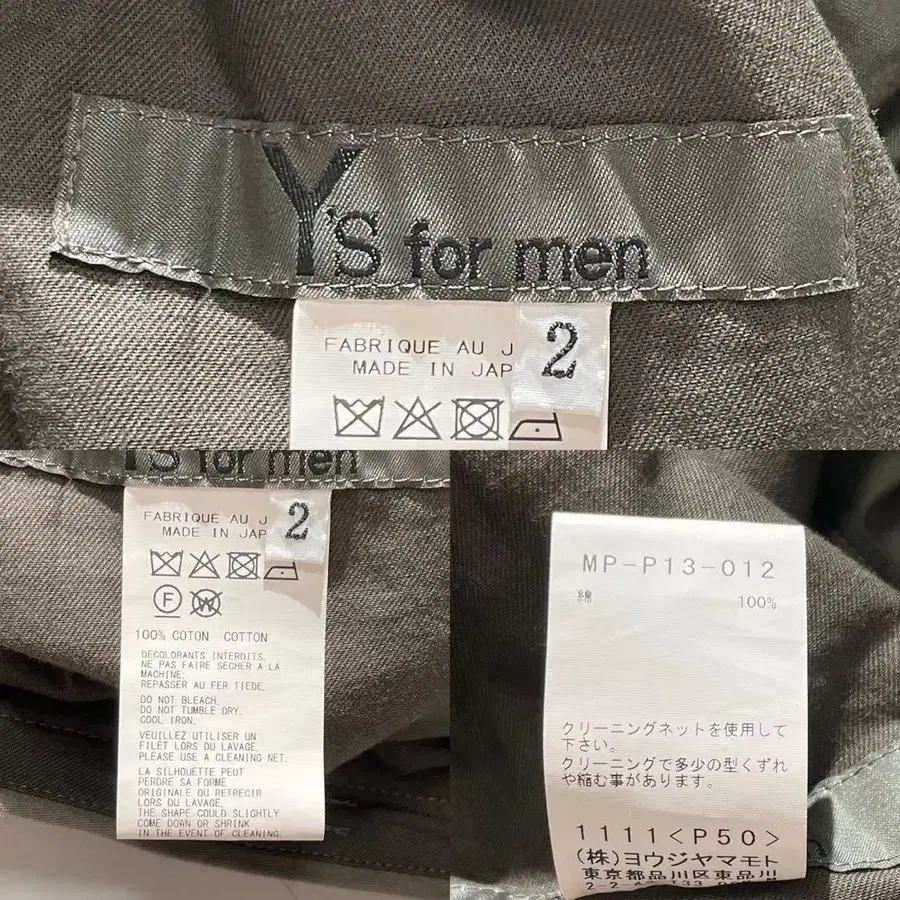 Y's for men
2
FABRIQUE AU J
MADE IN JAP
Y's for men
2
FABRIQUE AU J
MADE IN JAP
F
W
100% COTON COTTON
DECOLORANTS INTERDITS.
NE PAS FAIRE SECHER A LA
MACHINE.
REPASSER AU FER TIEDE.
DO NOT BLEACH.
DO NOT TUMBLE DRY.
COOL IRON.
VEUILLEZ UTILISER UN
FILET LORS DU LAVAGE.
PLEASE USE A CLEANING NET.
LA SILHOUETTE PEUT
PERDRE SA FORME
ORIGINALE OU RETRECIR
LORS DU LAVAGE.
THE SHAPE COULD SLIGHTLY
COME DOWN OR SHRINK
IN THE EVENT OF CLEANING.
MP-P13-012
綿 100%
クリーニングネットを使用して
下さい。
クリーニングで多少の型くずれ
や縮む事があります。
1111<P50>
(株)ヨウジヤマモト
東京都品川区東品川